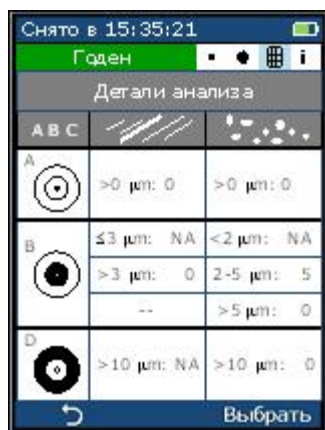 Снято в 15:35:21
Годен i
Детали анализа
A B C
A >0 µm: 0 >0 µm: 0
B ≤3 µm: NA <2 µm: NA
>3 µm: 0 2-5 µm: 5
-- >5 µm: 0
D >10 µm: NA >10 µm: 0
Выбрать